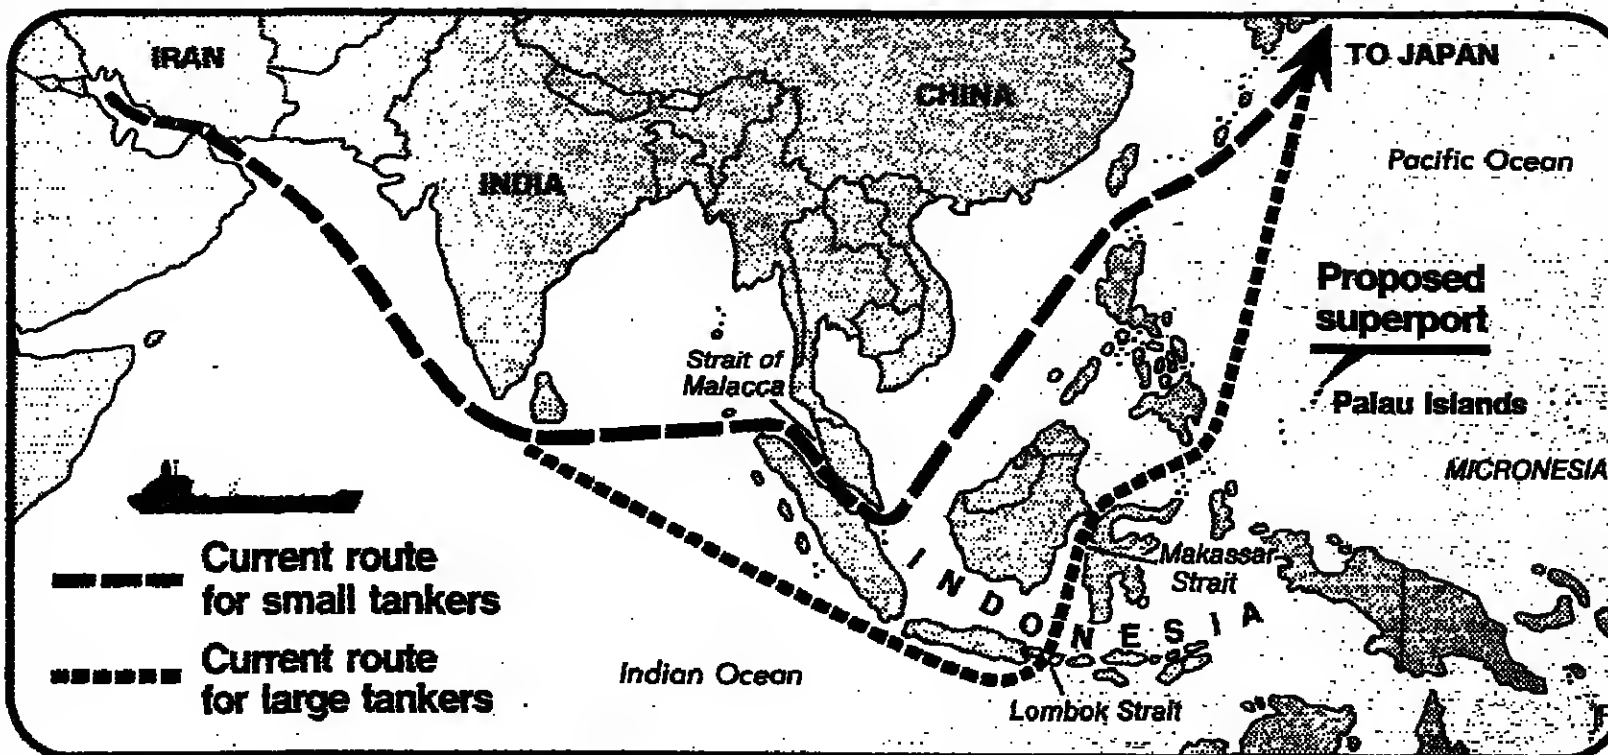 IRAN
TO JAPAN
CHINA
Pacific Ocean
INDIA
Proposed
superport
Strait of
Malacca
Palau Islands
MICRONESIA
Current route
for small tankers
Makassar
Strait
INDONESIA
Current route
for large tankers
Indian Ocean
Lombok Strait